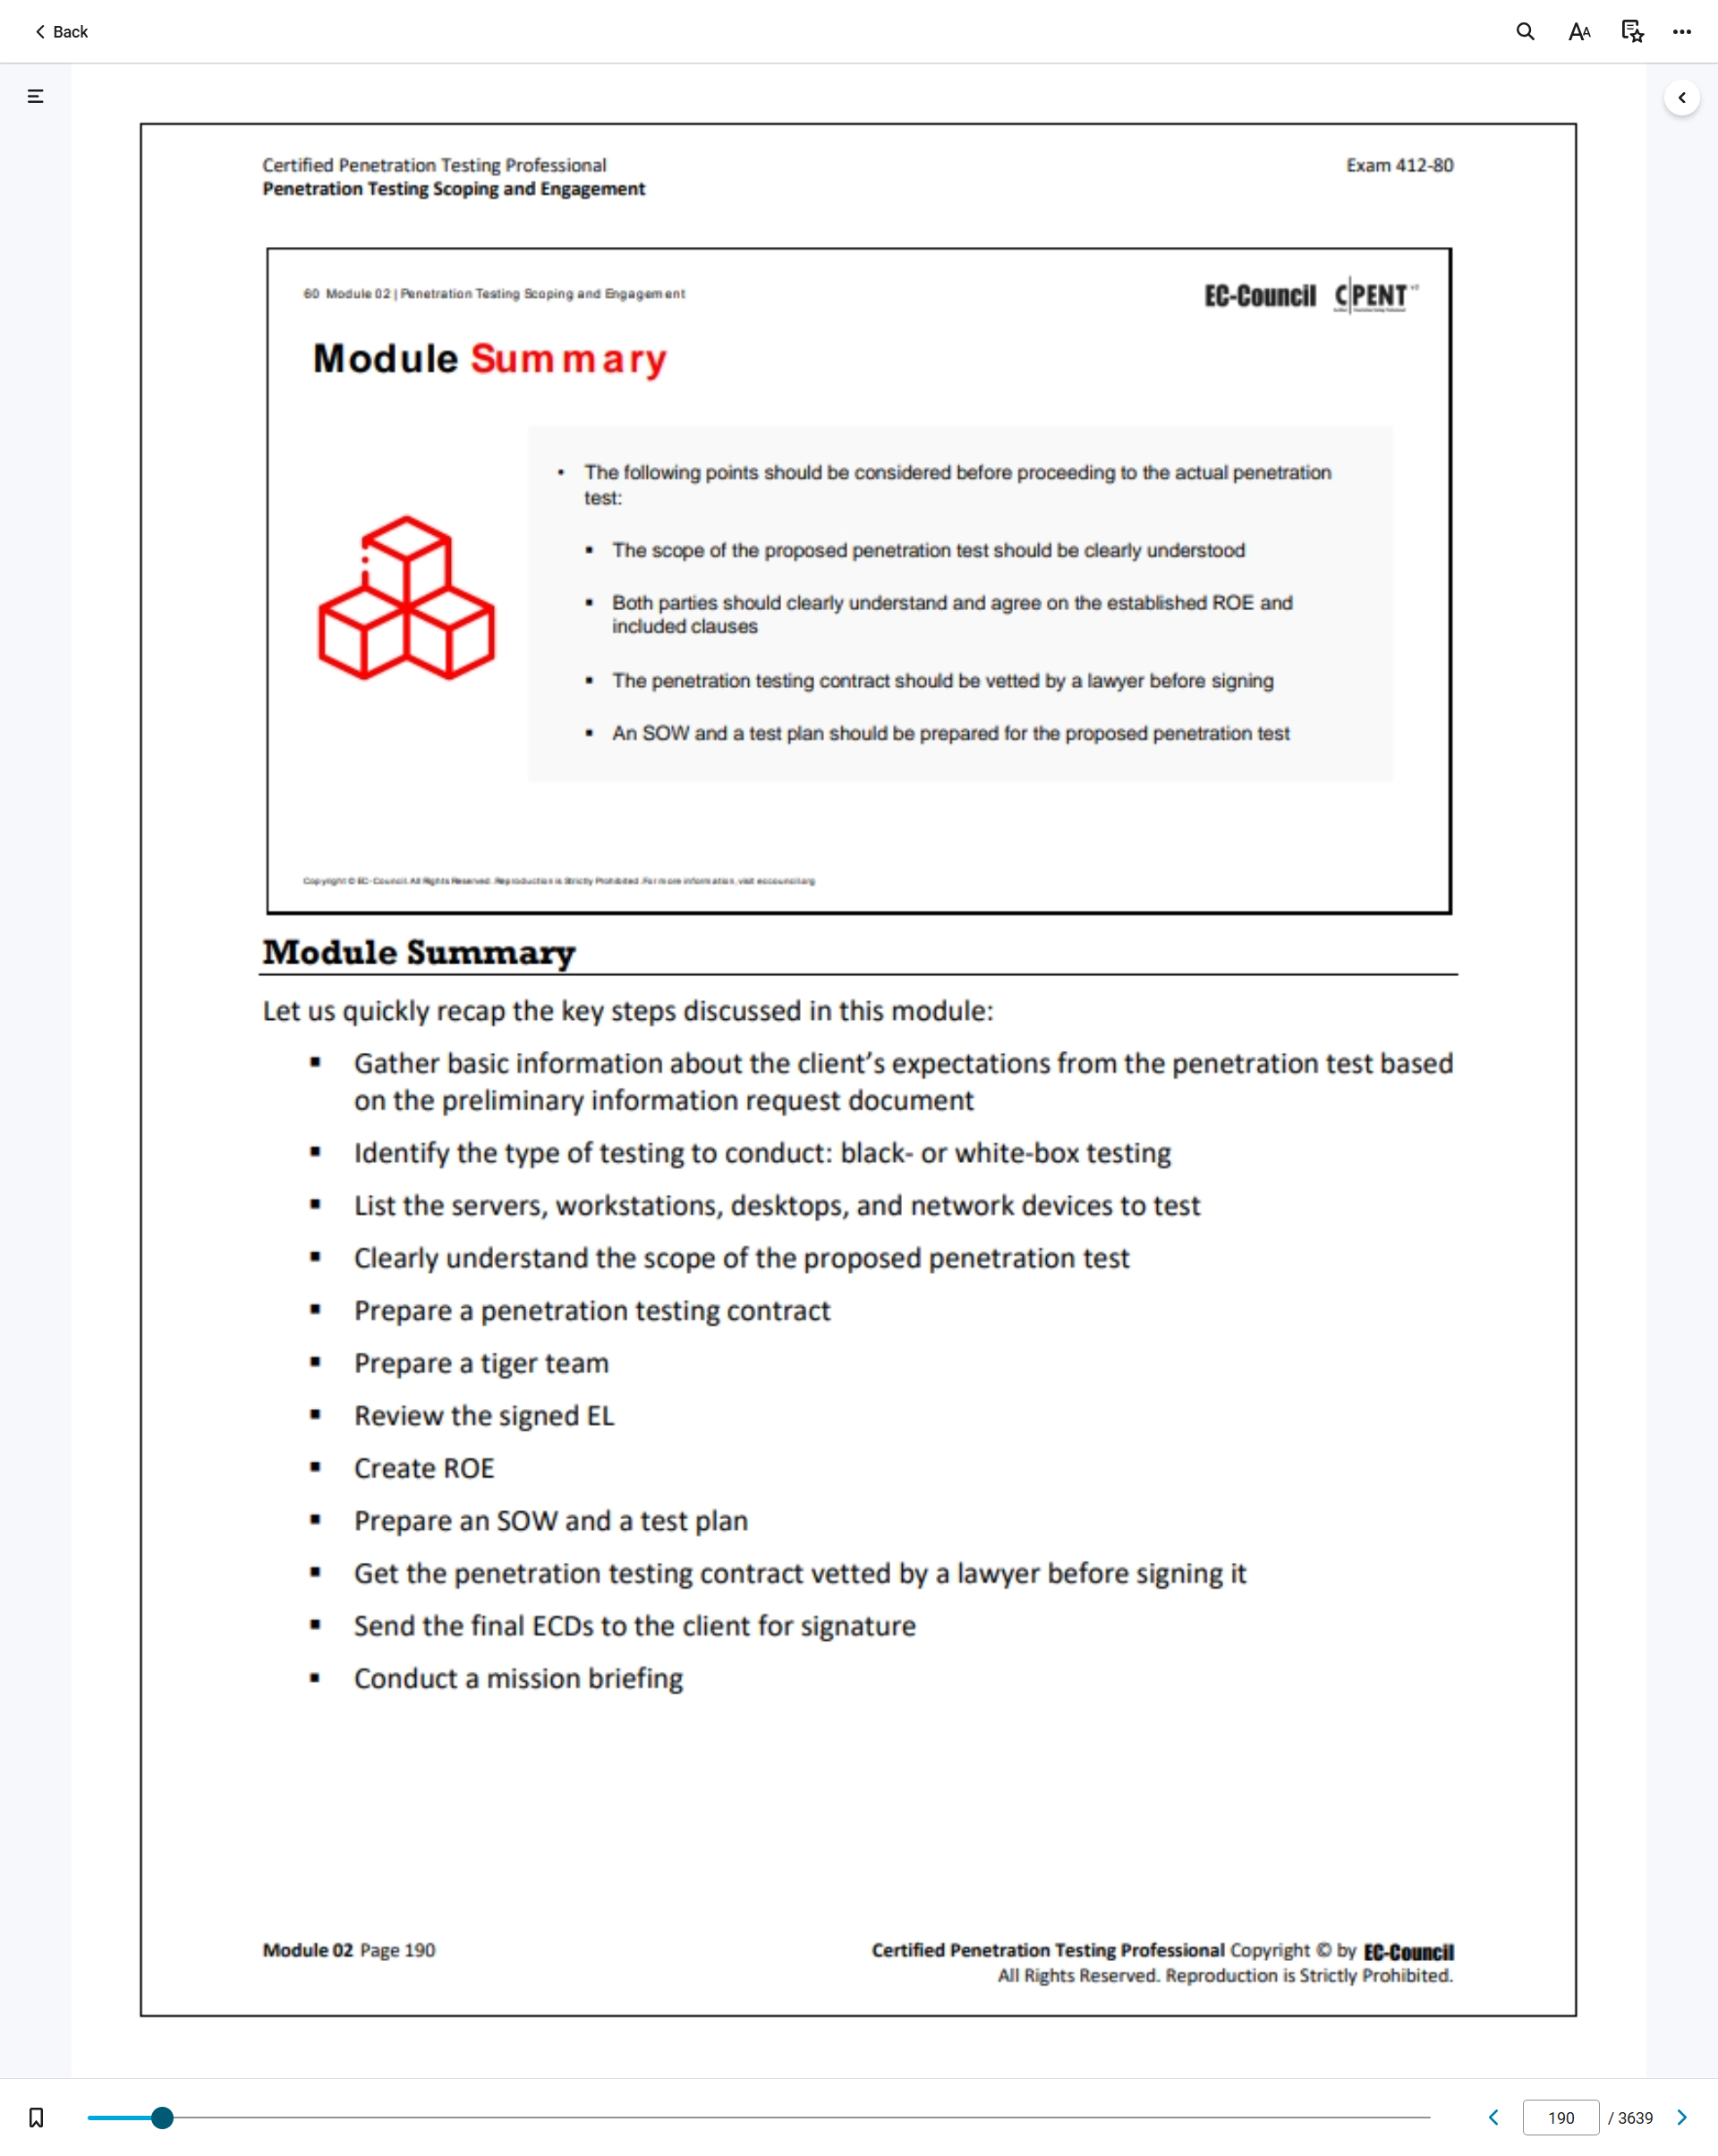 Back
Certified Penetration Testing Professional
Exam 412-80
Penetration Testing Scoping and Engagement
60 Module 02 | Penetration Testing Scoping and Engagement
EC-Council C|PENT
Module Summary
• The following points should be considered before proceeding to the actual penetration
test:
▪ The scope of the proposed penetration test should be clearly understood
▪ Both parties should clearly understand and agree on the established ROE and
included clauses
▪ The penetration testing contract should be vetted by a lawyer before signing
▪ An SOW and a test plan should be prepared for the proposed penetration test
Copyright © EC-Council. All Rights Reserved. Reproduction is Strictly Prohibited. For more information, visit eccouncil.org
Module Summary
Let us quickly recap the key steps discussed in this module:
▪ Gather basic information about the client’s expectations from the penetration test based
on the preliminary information request document
▪ Identify the type of testing to conduct: black- or white-box testing
▪ List the servers, workstations, desktops, and network devices to test
▪ Clearly understand the scope of the proposed penetration test
▪ Prepare a penetration testing contract
▪ Prepare a tiger team
▪ Review the signed EL
▪ Create ROE
▪ Prepare an SOW and a test plan
▪ Get the penetration testing contract vetted by a lawyer before signing it
▪ Send the final ECDs to the client for signature
▪ Conduct a mission briefing
Module 02 Page 190
Certified Penetration Testing Professional Copyright © by EC-Council
All Rights Reserved. Reproduction is Strictly Prohibited.
190 / 3639